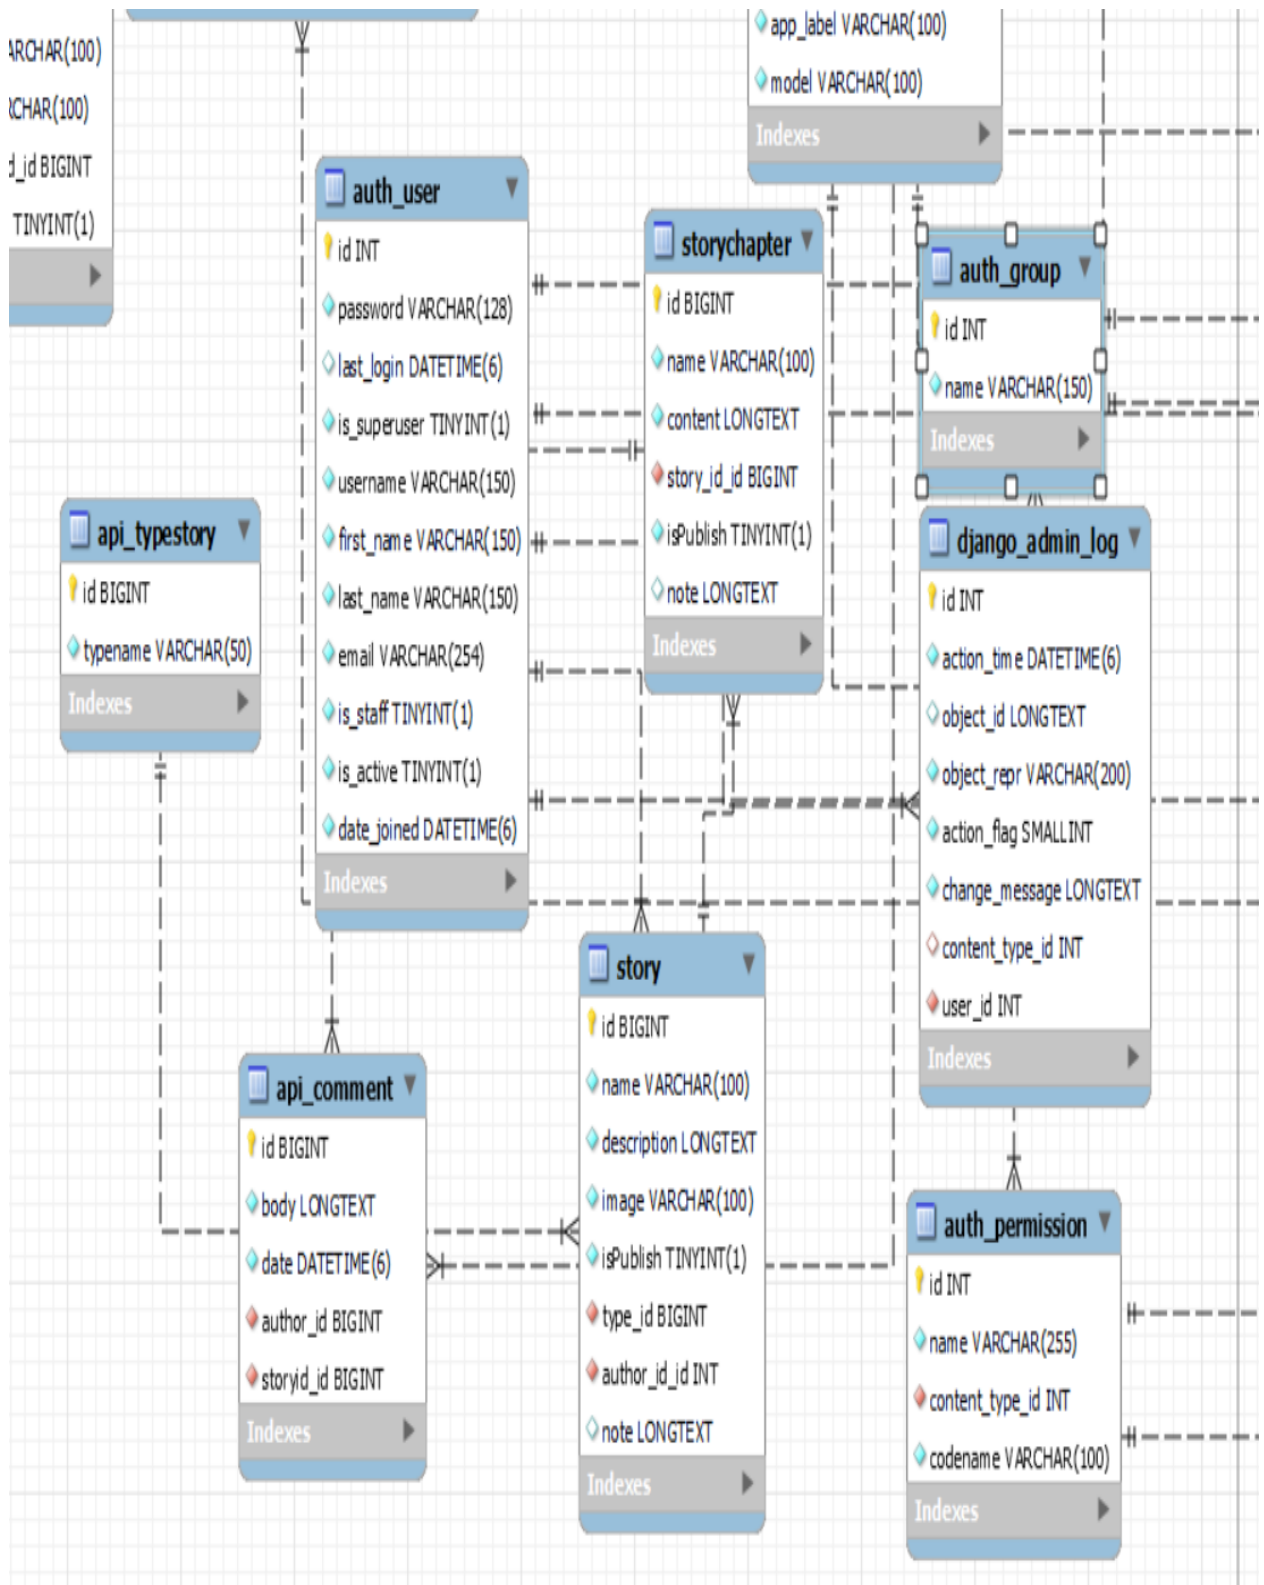 app_label VARCHAR(100)
model VARCHAR(100)
Indexes
VARCHAR(100)
TINYINT(1)
auth_user
id INT
password VARCHAR(128)
last_login DATETIME(6)
is_superuser TINYINT(1)
username VARCHAR(150)
first_name VARCHAR(150)
last_name VARCHAR(150)
email VARCHAR(254)
is_staff TINYINT(1)
is_active TINYINT(1)
date_joined DATETIME(6)
Indexes
storychapter
id BIGINT
name VARCHAR(100)
content LONGTEXT
story_id_id BIGINT
isPublish TINYINT(1)
note LONGTEXT
Indexes
auth_group
id INT
name VARCHAR(150)
Indexes
api_typestory
id BIGINT
typename VARCHAR(50)
Indexes
django_admin_log
id INT
action_time DATETIME(6)
object_id LONGTEXT
object_repr VARCHAR(200)
action_flag SMALLINT
change_message LONGTEXT
content_type_id INT
user_id INT
Indexes
api_comment
id BIGINT
body LONGTEXT
date DATETIME(6)
author_id BIGINT
storyid_id BIGINT
Indexes
story
id BIGINT
name VARCHAR(100)
description LONGTEXT
image VARCHAR(100)
isPublish TINYINT(1)
type_id BIGINT
author_id_id INT
note LONGTEXT
Indexes
auth_permission
id INT
name VARCHAR(255)
content_type_id INT
codename VARCHAR(100)
Indexes